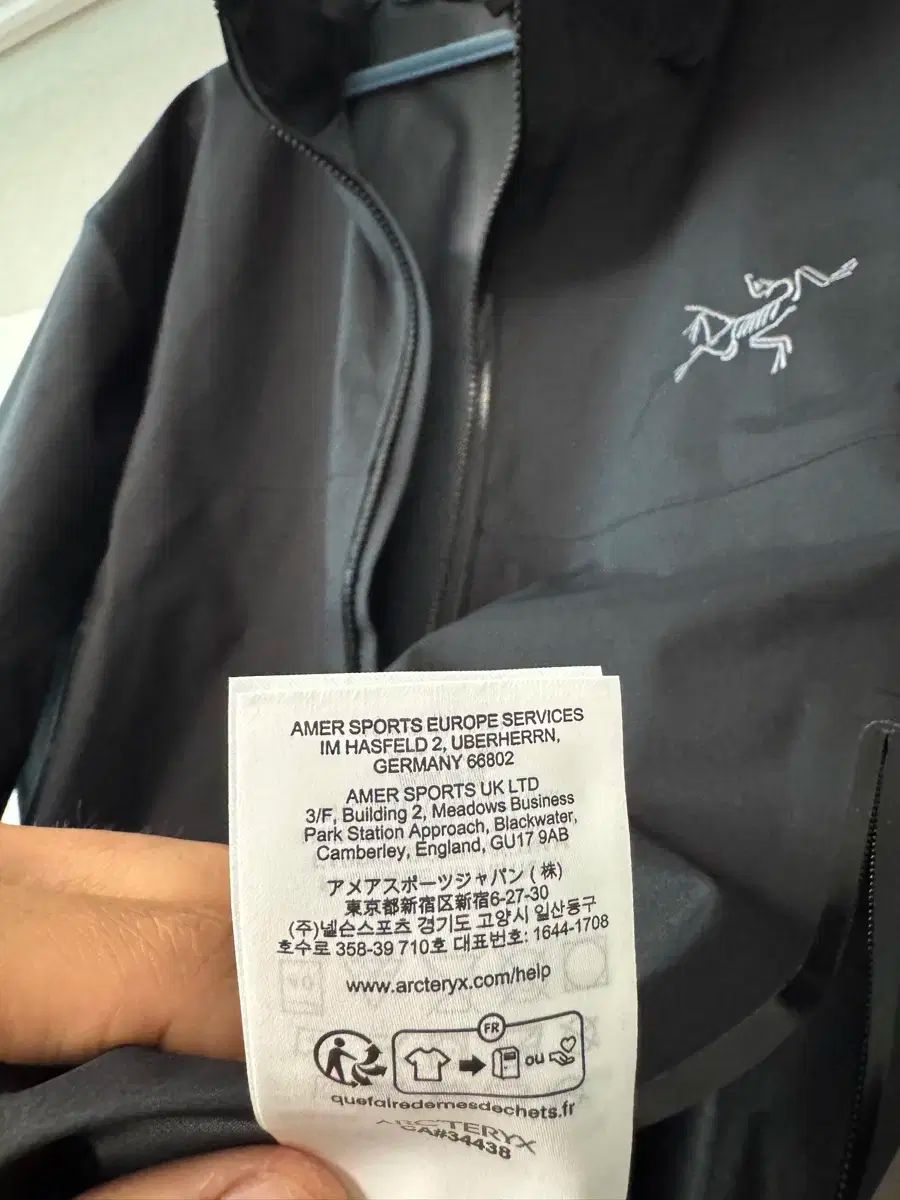 AMER SPORTS EUROPE SERVICES
IM HASFELD 2, UBERHERRN,
GERMANY 66802
AMER SPORTS UK LTD
3/F, Building 2, Meadows Business
Park Station Approach, Blackwater,
Camberley, England, GU17 9AB
アメアスポーツジャパン (株)
東京都新宿区新宿6-27-30
(주)넬슨스포츠 경기도 고양시 일산동구
호수로 358-39 710호 대표번호: 1644-1708
www.arcteryx.com/help
FR
ou
quefairedemesdechets.fr
ARC'TERYX
CA#34438